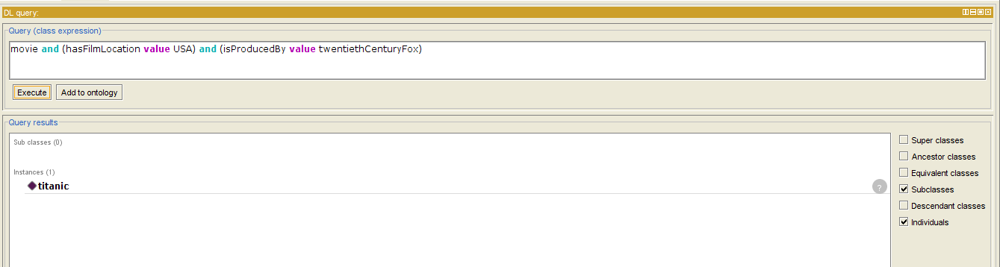 DL query:
Query (class expression)
movie and (hasFilmLocation value USA) and (isProducedBy value twentiethCenturyFox)
Execute Add to ontology
Query results
Sub classes (0)
Instances (1)
titanic
?
Super classes
Ancestor classes
Equivalent classes
Subclasses
Descendant classes
Individuals